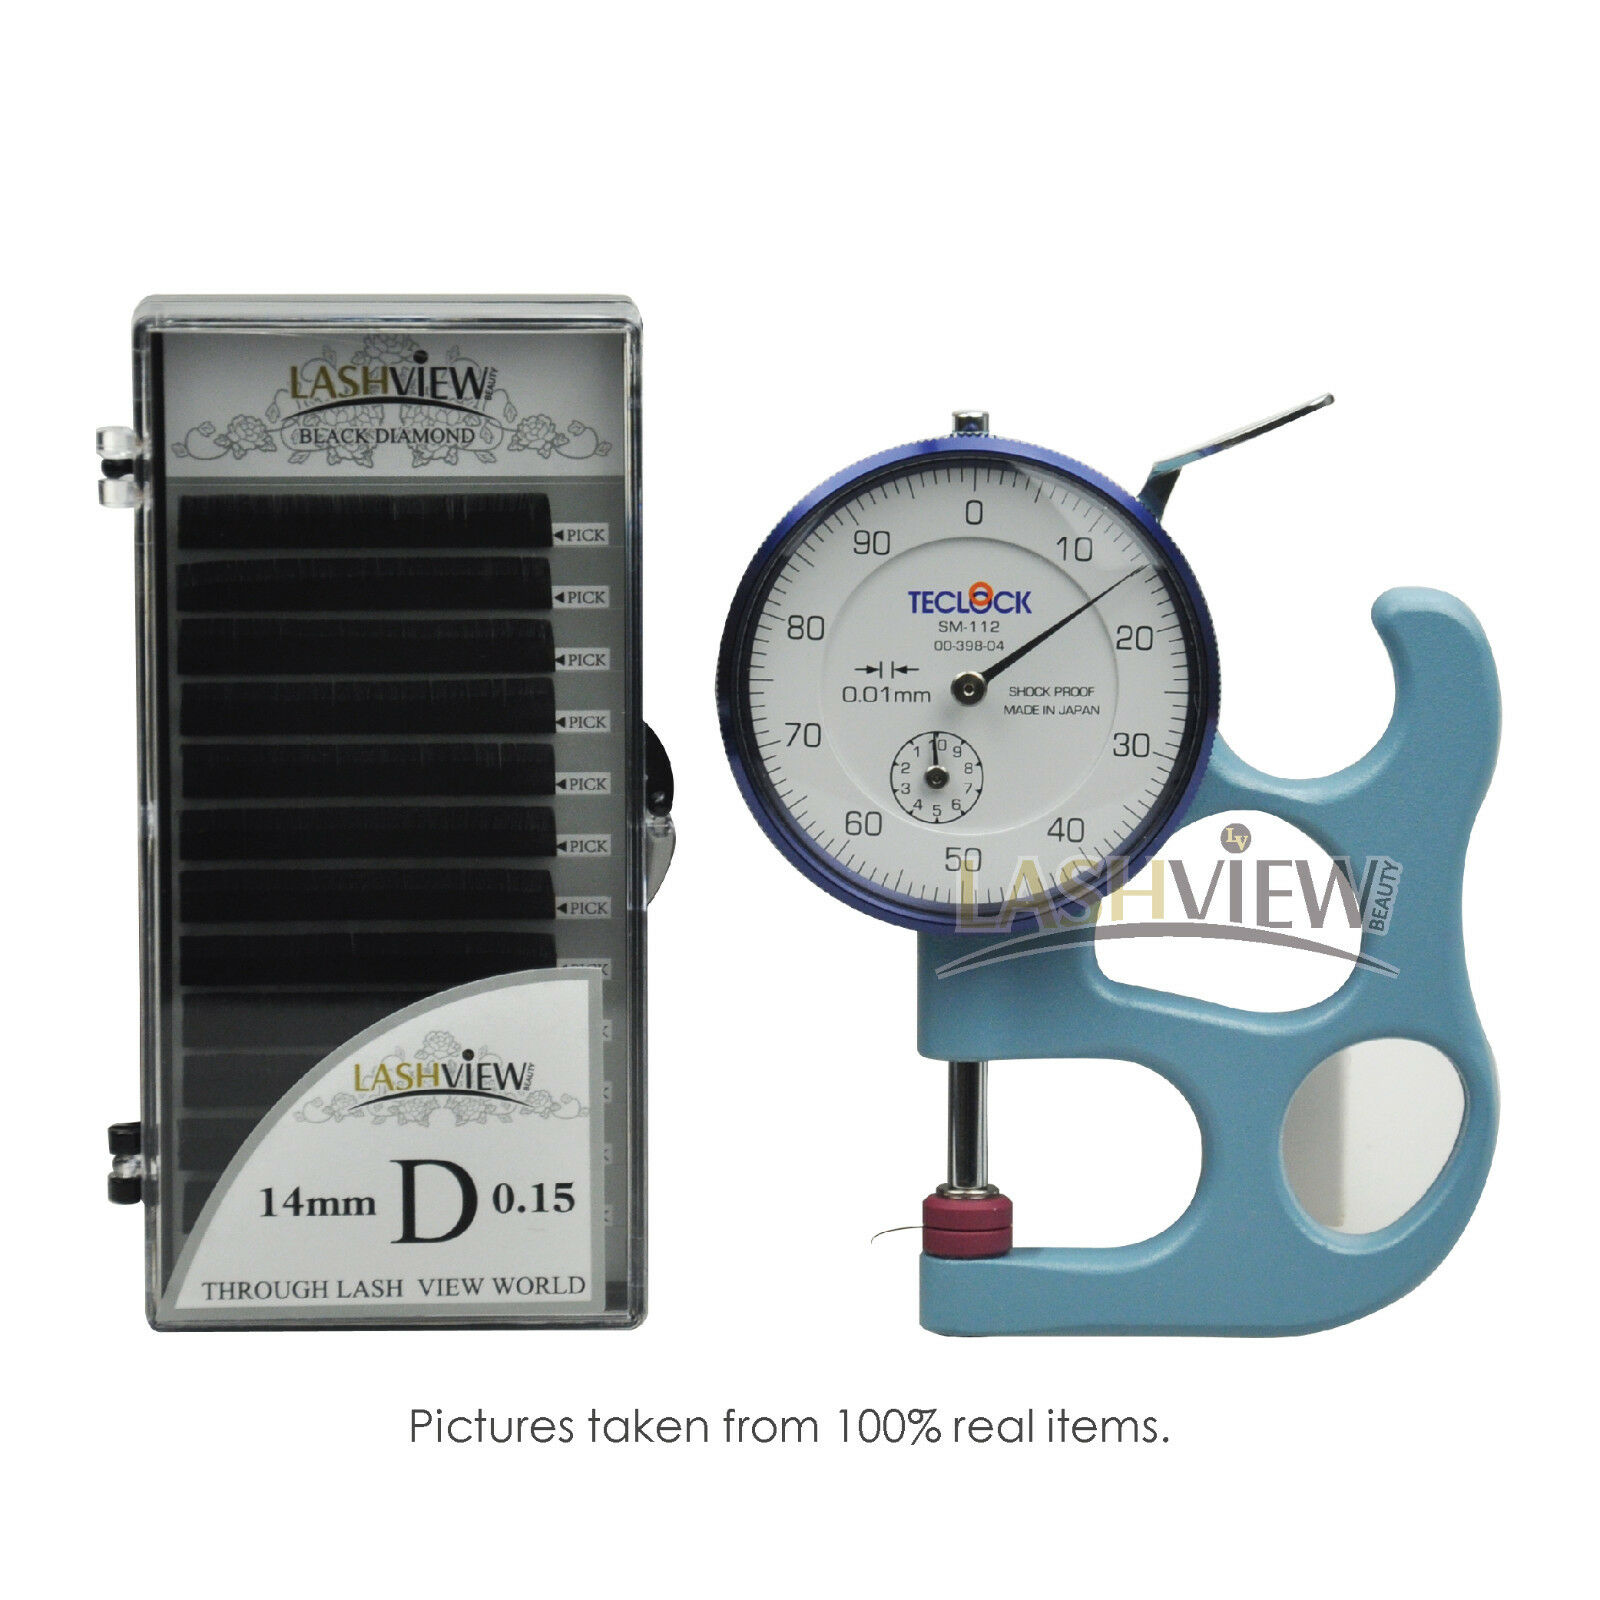 LASHVIEW BEAUTY
BLACK DIAMOND
◄PICK
◄PICK
◄PICK
◄PICK
◄PICK
◄PICK
◄PICK
LASHVIEW BEAUTY
14mm D 0.15
THROUGH LASH VIEW WORLD
0
10
20
30
40
50
60
70
80
90
TECLOCK
SM-112
00-398-04
0.01mm
SHOCK PROOF
MADE IN JAPAN
10
9
8
7
6
5
4
3
2
1
LV
LASHVIEW BEAUTY
Pictures taken from 100% real items.